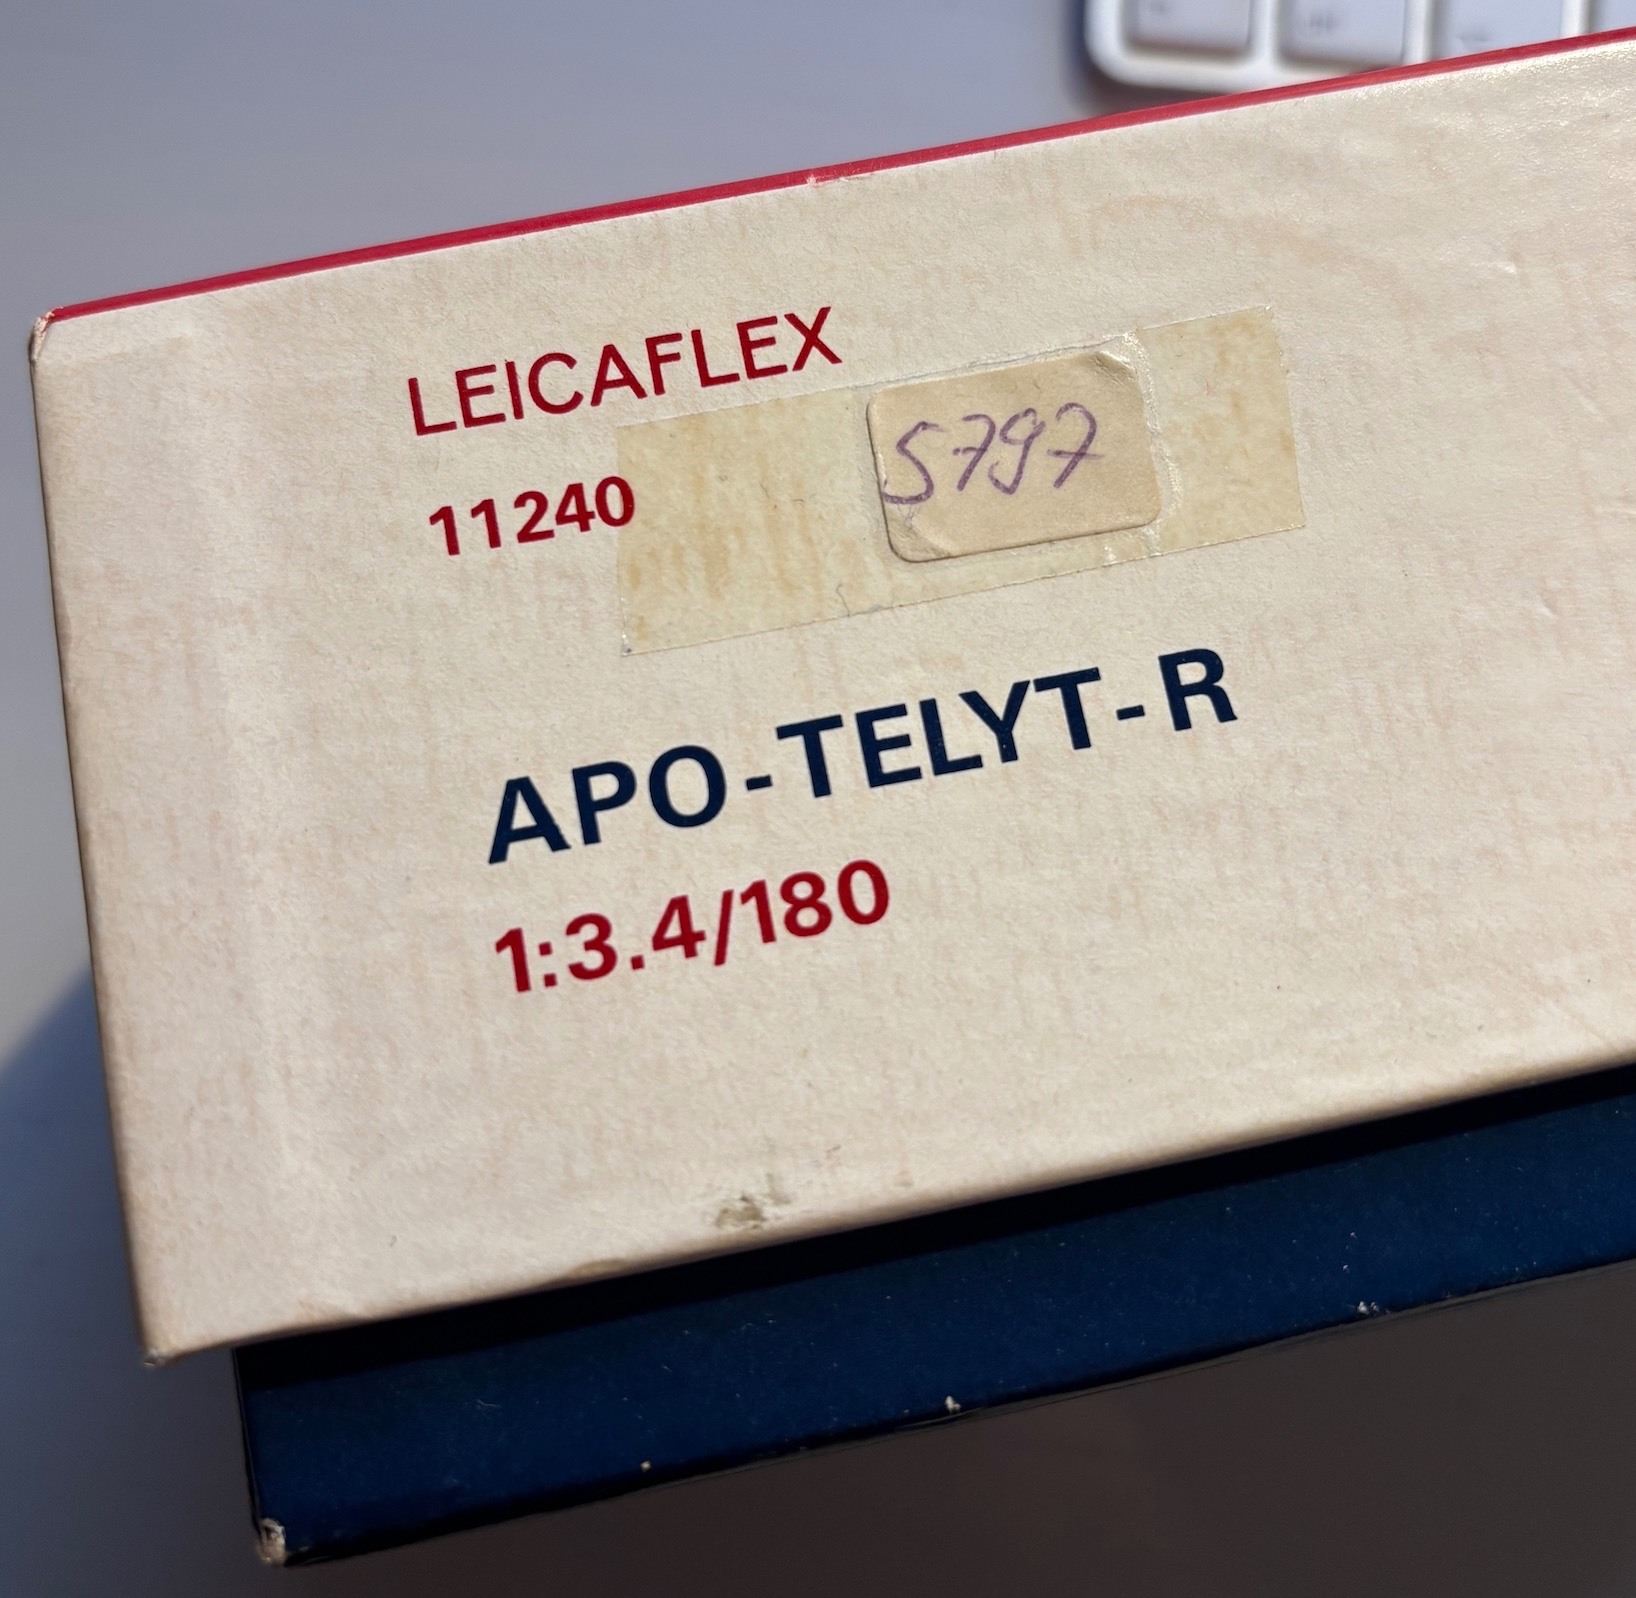 LEICAFLEX
11240
5797
APO-TELYT-R
1:3.4/180